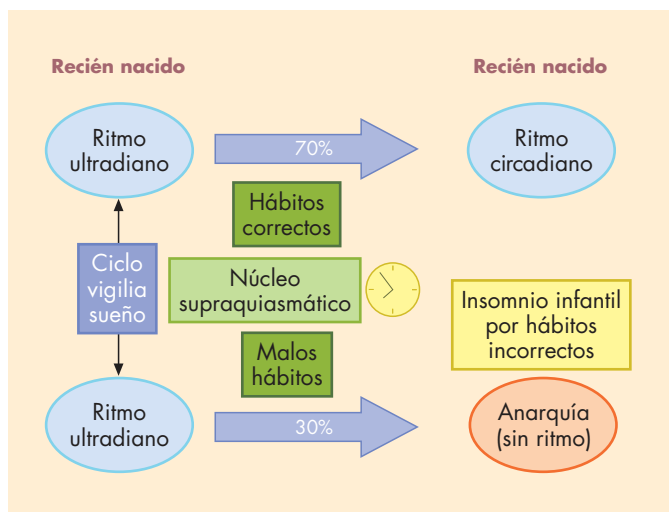 Recién nacido
Recién nacido
Ritmo
ultradiano
70%
Ritmo
circadiano
Hábitos
correctos
Ciclo
vigilia
sueño
Núcleo
supraquiasmático
Insomnio infantil
por hábitos
incorrectos
Malos
hábitos
Ritmo
ultradiano
30%
Anarquía
(sin ritmo)